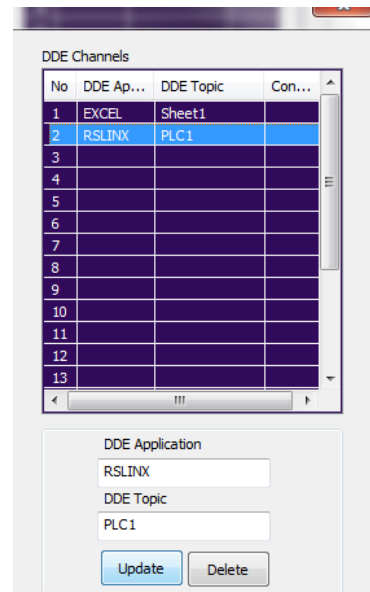 DDE Channels
No DDE Ap... DDE Topic Con...
1 EXCEL Sheet1
2 RSLINX PLC1
3
4
5
6
7
8
9
10
11
12
13
DDE Application
RSLINX
DDE Topic
PLC1
Update Delete